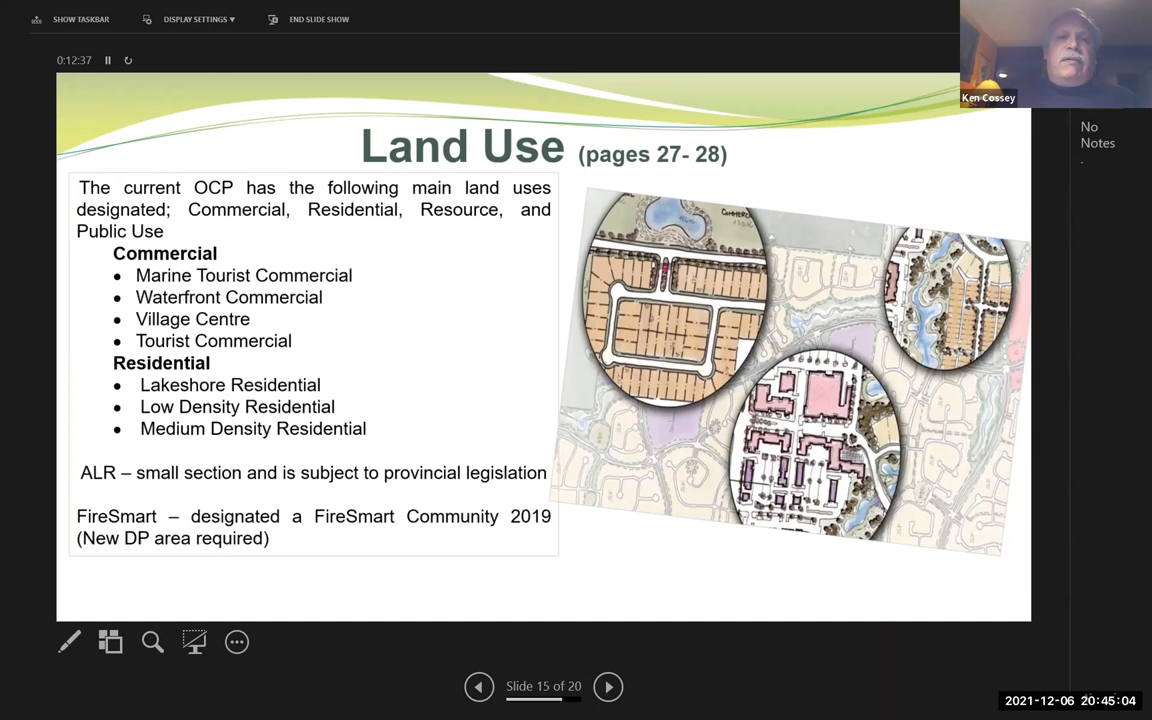 SHOW TASKBAR
DISPLAY SETTINGS ▾
END SLIDE SHOW
0:12:37
Ken Cossey
No
Notes
.
Land Use (pages 27- 28)
The current OCP has the following main land uses
designated; Commercial, Residential, Resource, and
Public Use
Commercial
• Marine Tourist Commercial
• Waterfront Commercial
• Village Centre
• Tourist Commercial
Residential
• Lakeshore Residential
• Low Density Residential
• Medium Density Residential
ALR – small section and is subject to provincial legislation
FireSmart – designated a FireSmart Community 2019
(New DP area required)
Slide 15 of 20
2021-12-06 20:45:04